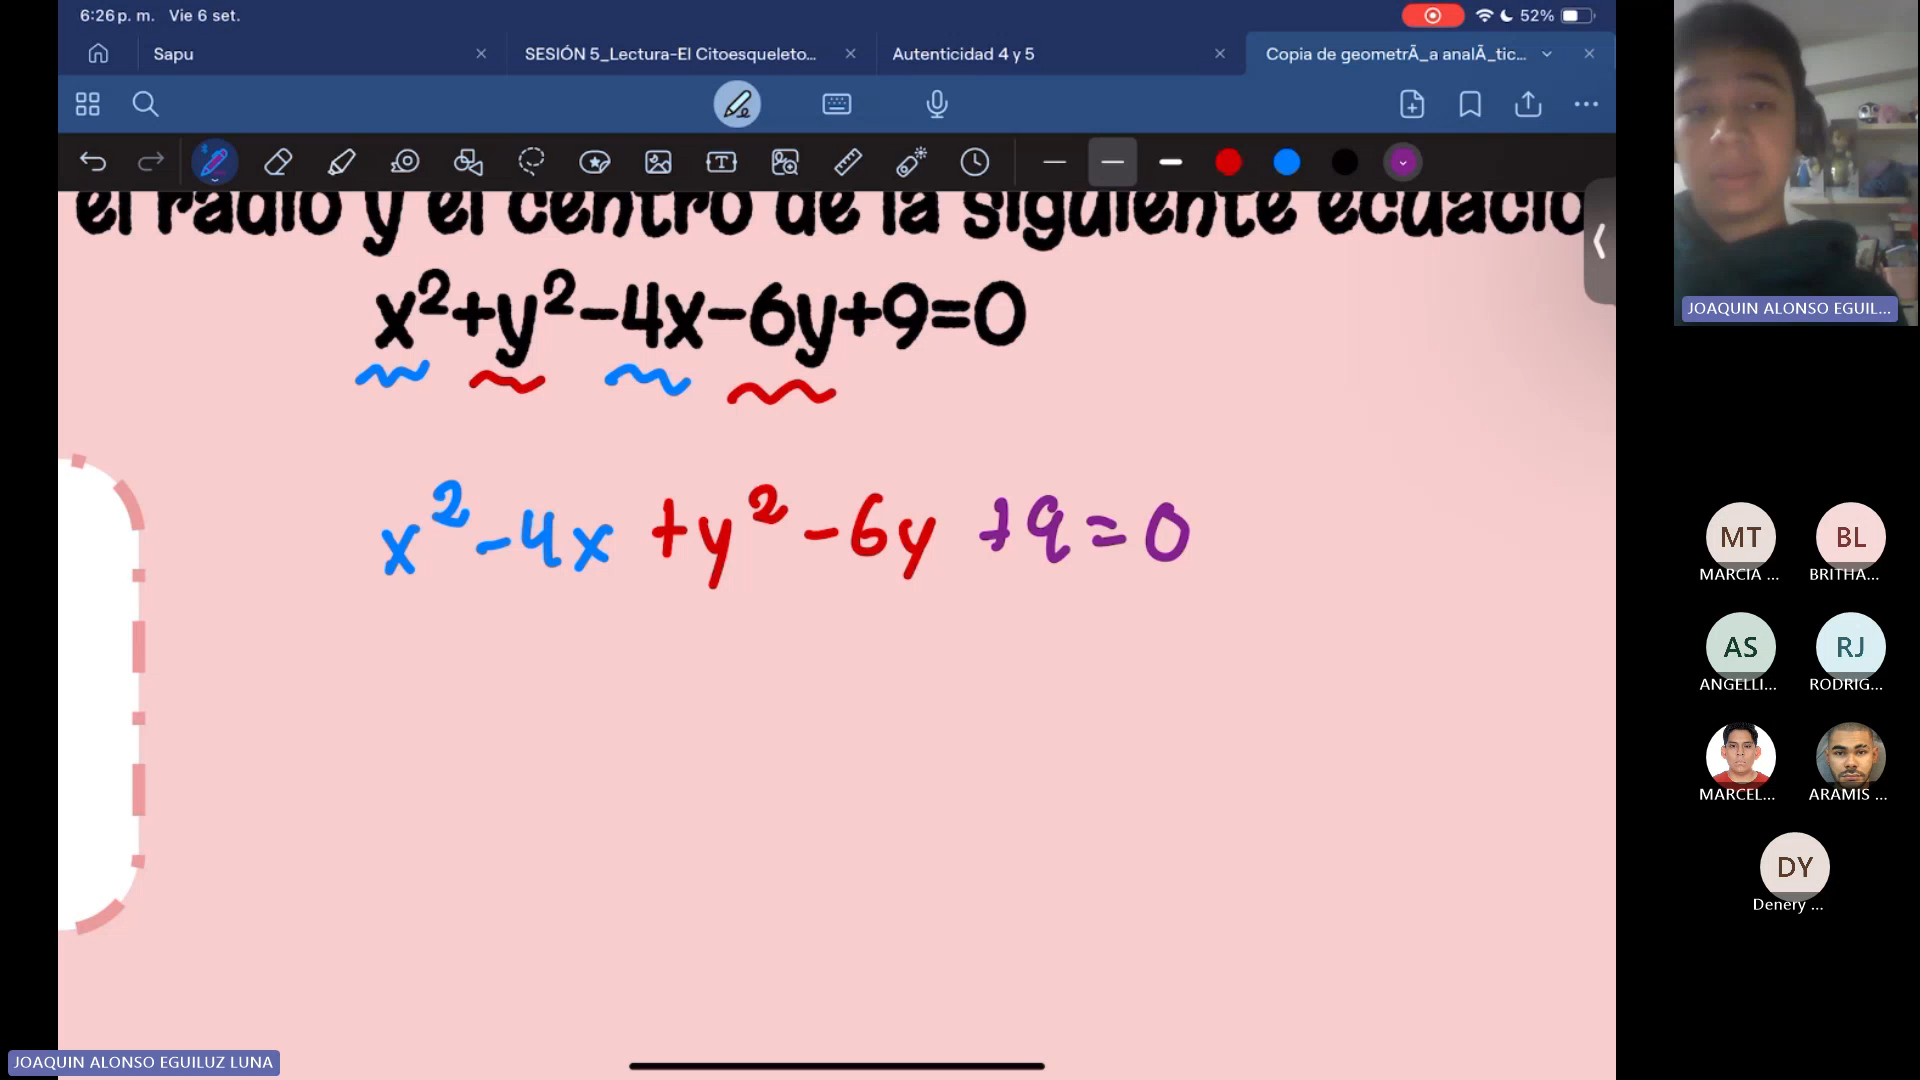 6:26 p. m. Vie 6 set.
52%
Sapu
SESIÓN 5_Lectura-El Citoesqueleto...
Autenticidad 4 y 5
Copia de geometrÃ_a analÃ_tic...
el radio y el centro de la siguiente ecuacio
x²+y²-4x-6y+9=0
x² -4x +y² -6y +9 = 0
JOAQUIN ALONSO EGUIL...
MT
MARCIA ...
BL
BRITHA...
AS
ANGELLI...
RJ
RODRIG...
MARCEL...
ARAMIS ...
DY
Denery ...
JOAQUIN ALONSO EGUILUZ LUNA